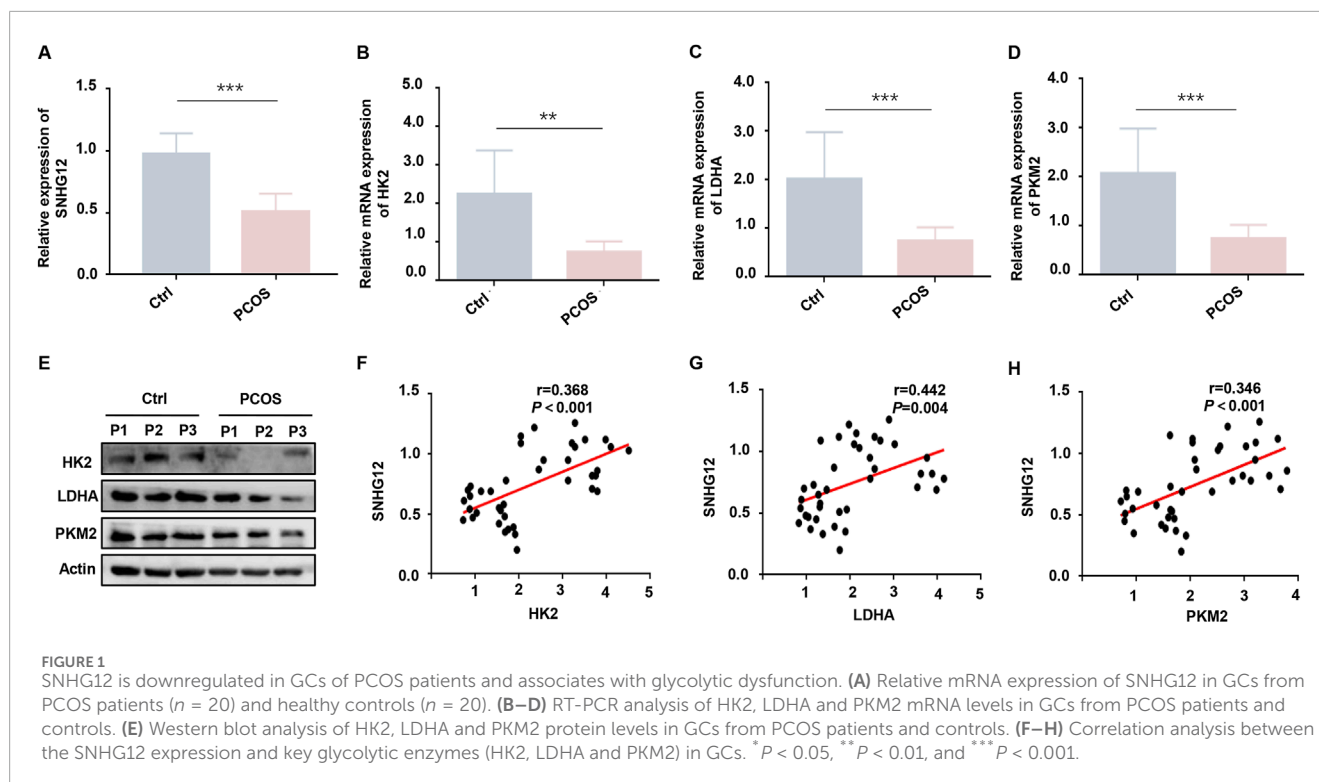 A
Relative expression of
SNHG12
1.5
1.0
0.5
0.0
***
Ctrl
PCOS
B
Relative mRNA expression
of HK2
5.0
4.0
3.0
2.0
1.0
0.0
**
Ctrl
PCOS
C
Relative mRNA expression
of LDHA
4.0
3.0
2.0
1.0
0.0
***
Ctrl
PCOS
D
Relative mRNA expression
of PKM2
4.0
3.0
2.0
1.0
0.0
***
Ctrl
PCOS
E
Ctrl PCOS
P1 P2 P3 P1 P2 P3
HK2
LDHA
PKM2
Actin
F
r=0.368
P < 0.001
SNHG12
1.5
1.0
0.5
0.0
1 2 3 4 5
HK2
G
r=0.442
P=0.004
SNHG12
1.5
1.0
0.5
0.0
1 2 3 4 5
LDHA
H
r=0.346
P < 0.001
SNHG12
1.5
1.0
0.5
0.0
1 2 3 4
PKM2
FIGURE 1
SNHG12 is downregulated in GCs of PCOS patients and associates with glycolytic dysfunction. (A) Relative mRNA expression of SNHG12 in GCs from
PCOS patients (n = 20) and healthy controls (n = 20). (B–D) RT-PCR analysis of HK2, LDHA and PKM2 mRNA levels in GCs from PCOS patients and
controls. (E) Western blot analysis of HK2, LDHA and PKM2 protein levels in GCs from PCOS patients and controls. (F–H) Correlation analysis between
the SNHG12 expression and key glycolytic enzymes (HK2, LDHA and PKM2) in GCs. *P < 0.05, **P < 0.01, and ***P < 0.001.